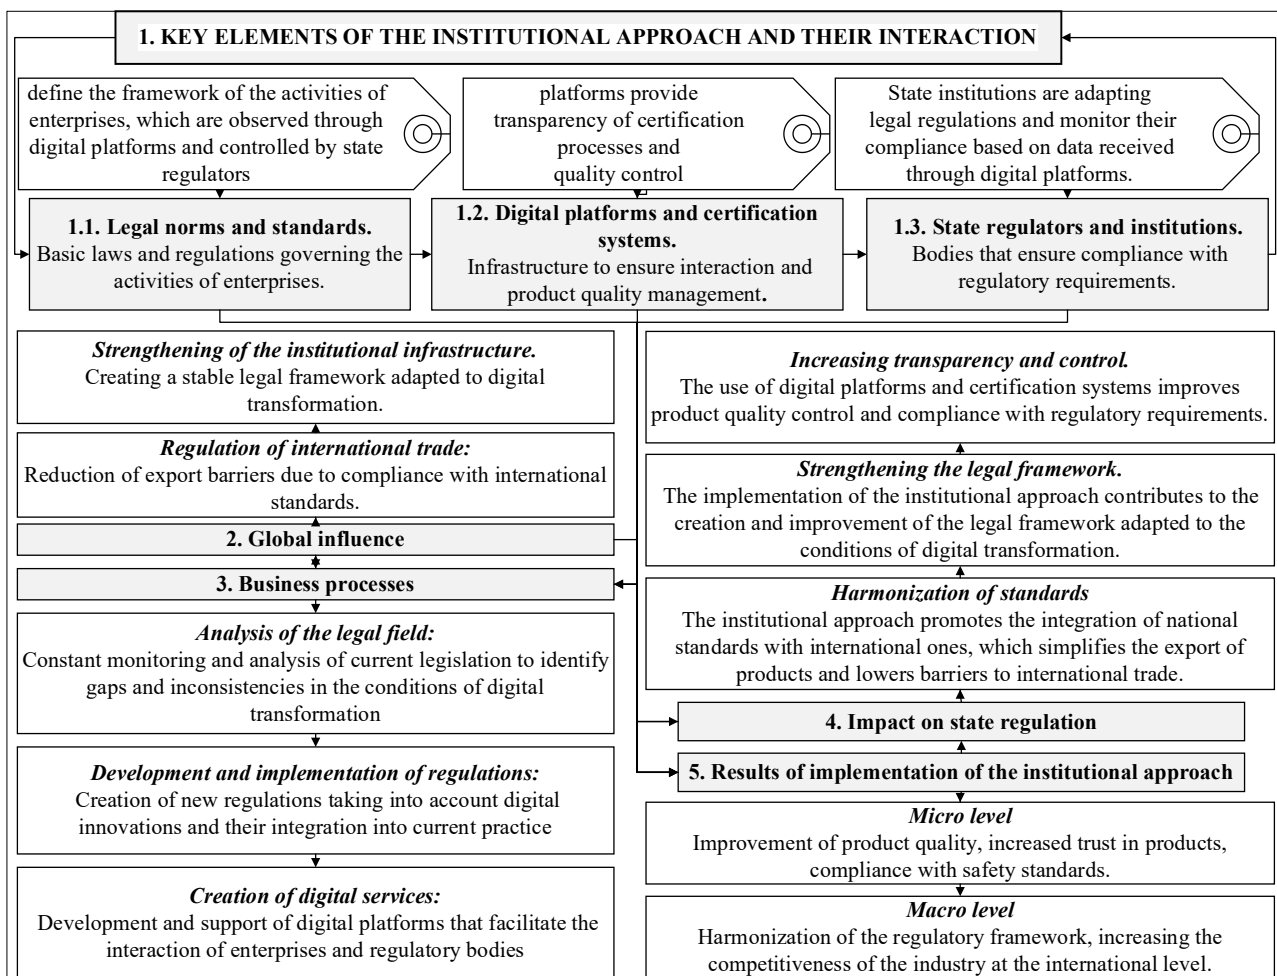 1. KEY ELEMENTS OF THE INSTITUTIONAL APPROACH AND THEIR INTERACTION
define the framework of the activities of
enterprises, which are observed through
digital platforms and controlled by state
regulators
platforms provide
transparency of certification
processes and
quality control
State institutions are adapting
legal regulations and monitor their
compliance based on data received
through digital platforms.
1.1. Legal norms and standards.
Basic laws and regulations governing the
activities of enterprises.
1.2. Digital platforms and certification
systems.
Infrastructure to ensure interaction and
product quality management.
1.3. State regulators and institutions.
Bodies that ensure compliance with
regulatory requirements.
Strengthening of the institutional infrastructure.
Creating a stable legal framework adapted to digital
transformation.
Regulation of international trade:
Reduction of export barriers due to compliance with international
standards.
2. Global influence
3. Business processes
Analysis of the legal field:
Constant monitoring and analysis of current legislation to identify
gaps and inconsistencies in the conditions of digital
transformation
Development and implementation of regulations:
Creation of new regulations taking into account digital
innovations and their integration into current practice
Creation of digital services:
Development and support of digital platforms that facilitate the
interaction of enterprises and regulatory bodies
Increasing transparency and control.
The use of digital platforms and certification systems improves
product quality control and compliance with regulatory requirements.
Strengthening the legal framework.
The implementation of the institutional approach contributes to the
creation and improvement of the legal framework adapted to the
conditions of digital transformation.
Harmonization of standards
The institutional approach promotes the integration of national
standards with international ones, which simplifies the export of
products and lowers barriers to international trade.
4. Impact on state regulation
5. Results of implementation of the institutional approach
Micro level
Improvement of product quality, increased trust in products,
compliance with safety standards.
Macro level
Harmonization of the regulatory framework, increasing the
competitiveness of the industry at the international level.